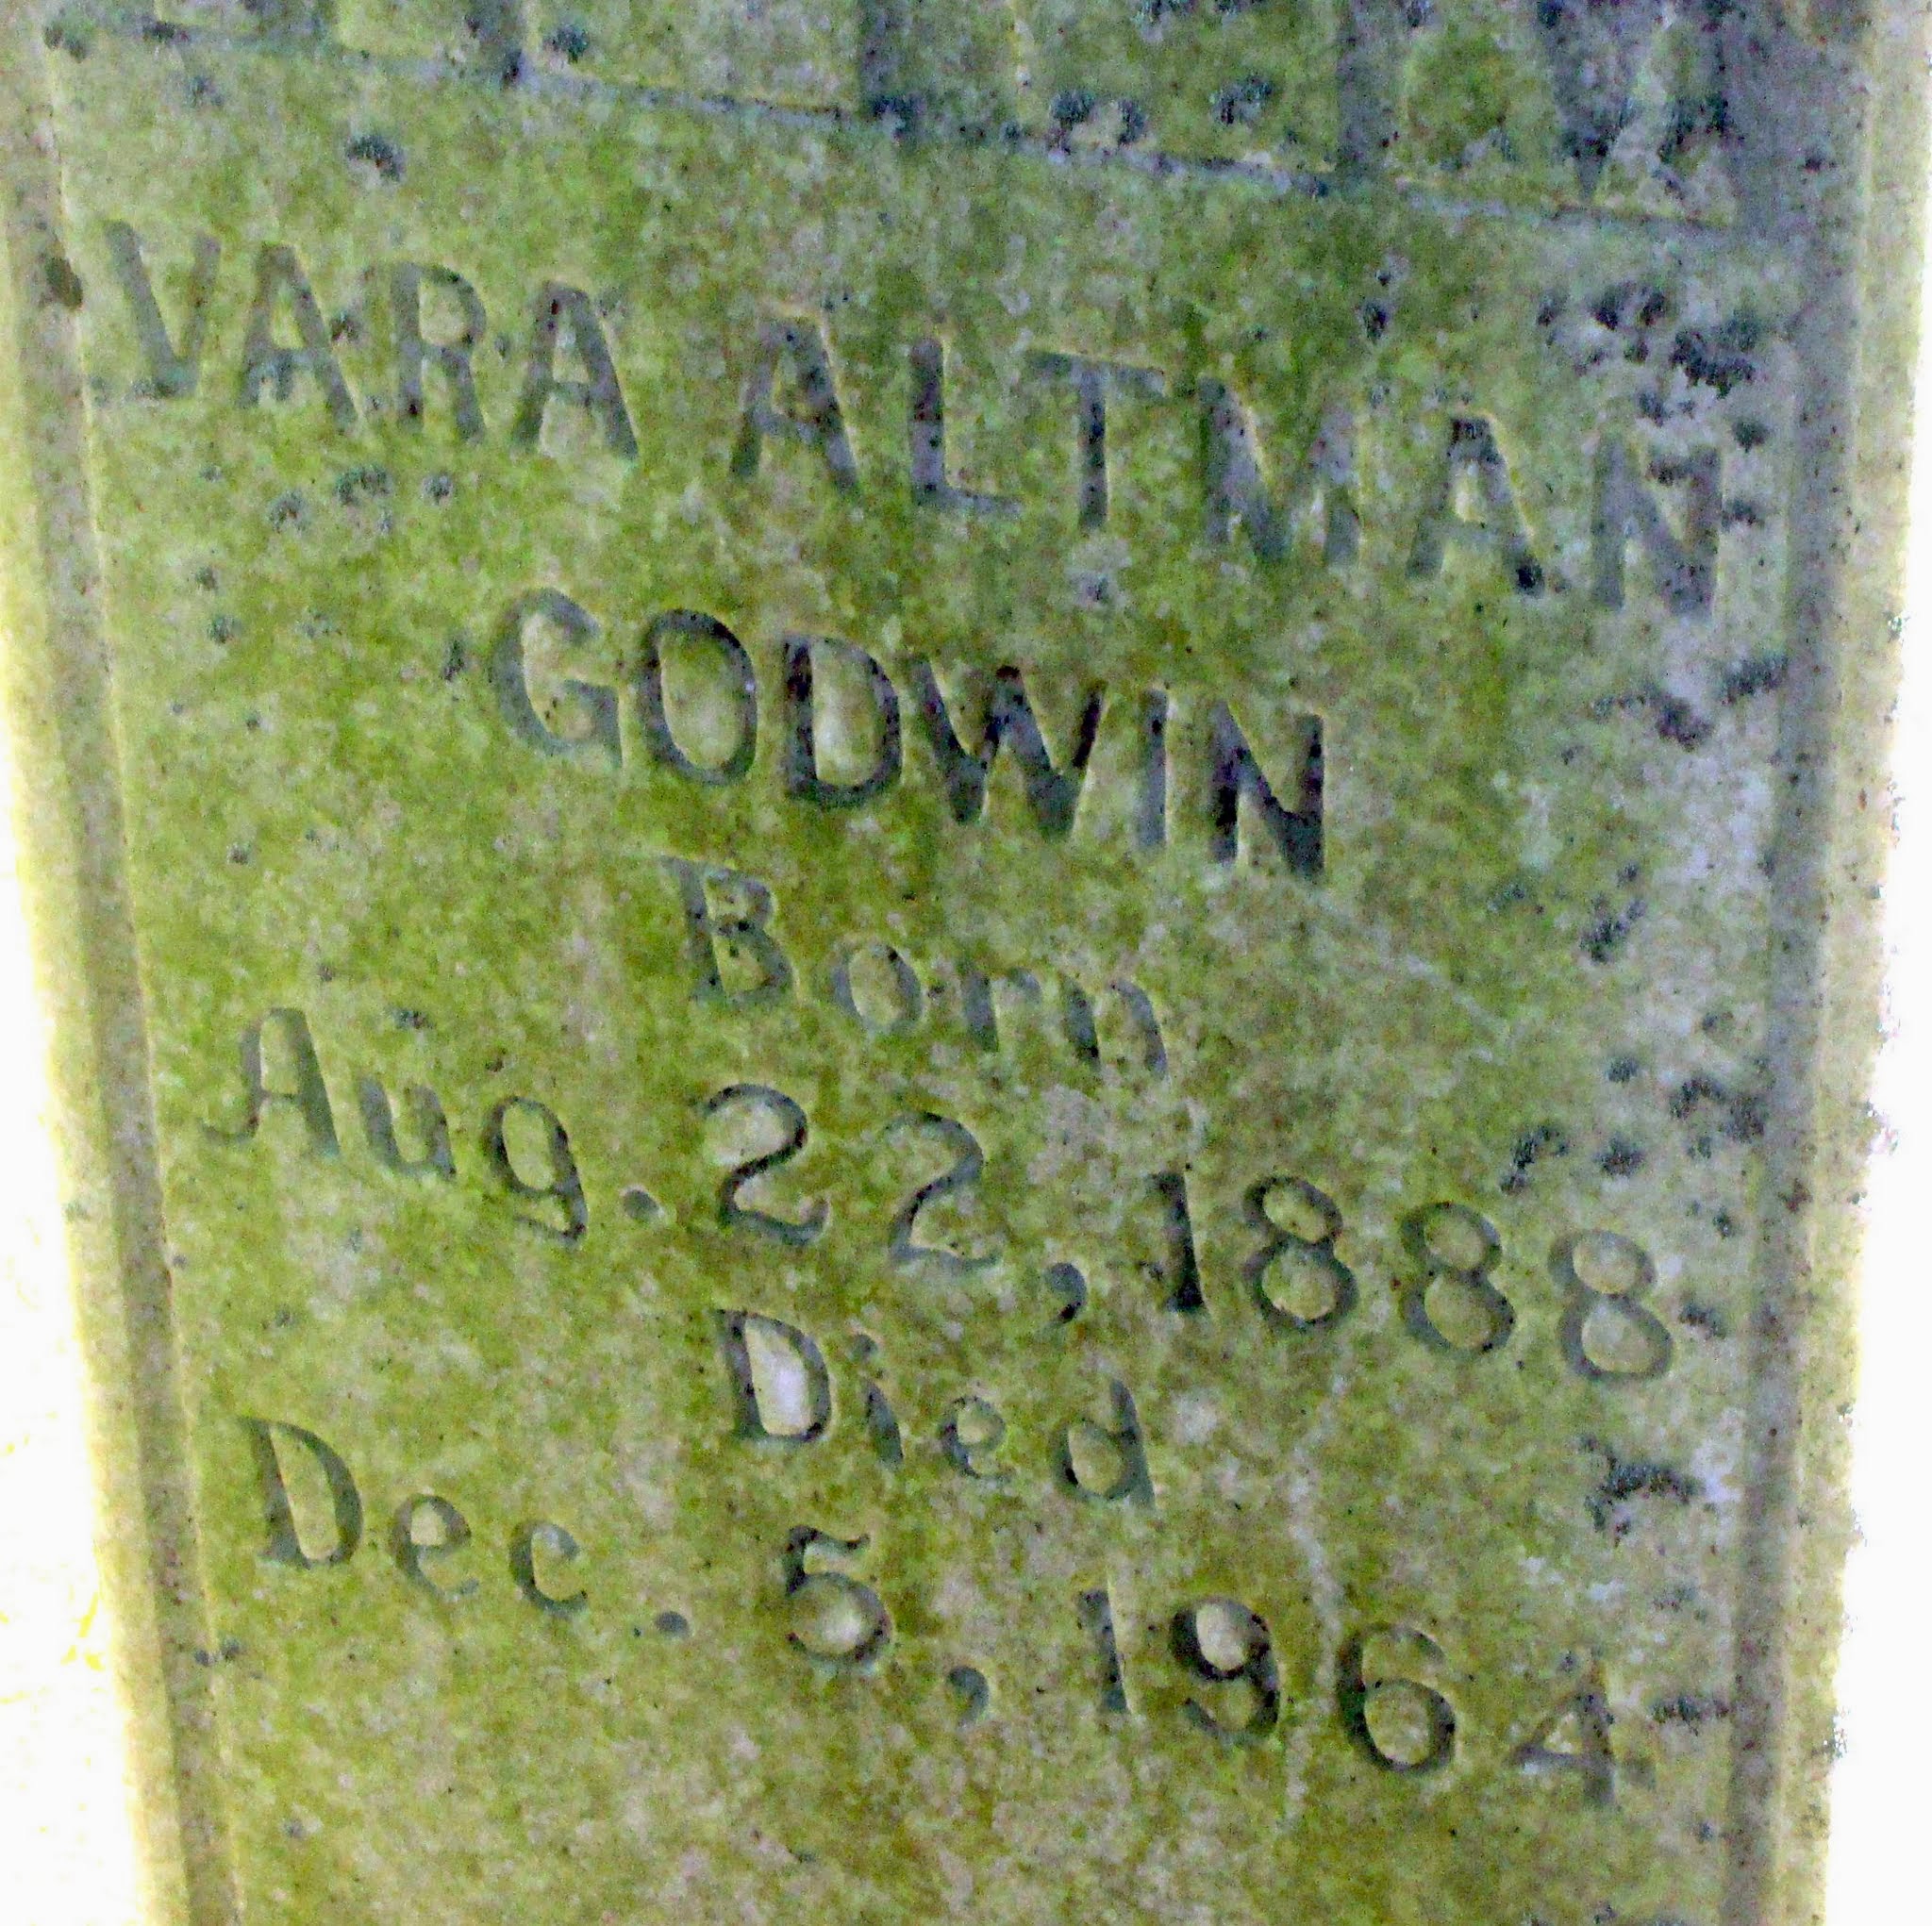 VARA ALTMAN
GODWIN
Born
Aug. 22, 1888
Died
Dec. 5, 1964